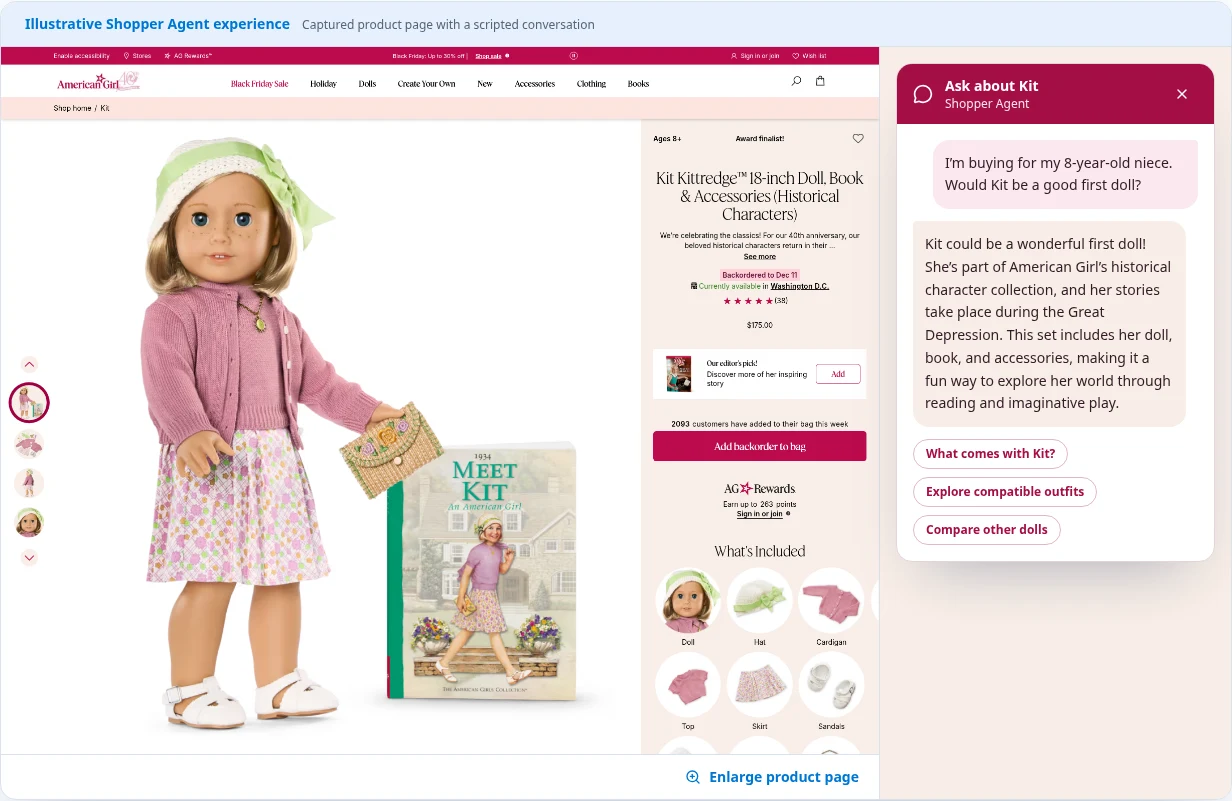 Illustrative Shopper Agent experience Captured product page with a scripted conversation
Enable accessibility Stores AG Rewards™ Black Friday: Up to 30% off | Shop sale Sign in or join Wish list
American Girl
Black Friday Sale Holiday Dolls Create Your Own New Accessories Clothing Books
Shop home / Kit
Ages 8+ Award finalist!
Kit Kittredge™ 18-inch Doll, Book
& Accessories (Historical
Characters)
We're celebrating the classics! For our 40th anniversary, our
beloved historical characters return in their ...
See more
Backordered to Dec 11
Currently available in Washington D.C.
(38)
$175.00
Our editor's pick!
Discover more of her inspiring
story
Add
2093 customers have added to their bag this week
Add backorder to bag
AG Rewards
Earn up to 263 points
Sign in or join
What's Included
Doll Hat Cardigan
Top Skirt Sandals
1934
MEET
KIT
An American Girl
THE AMERICAN GIRLS COLLECTION
Enlarge product page
Ask about Kit
Shopper Agent
I'm buying for my 8-year-old niece.
Would Kit be a good first doll?
Kit could be a wonderful first doll!
She's part of American Girl's historical
character collection, and her stories
take place during the Great
Depression. This set includes her doll,
book, and accessories, making it a
fun way to explore her world through
reading and imaginative play.
What comes with Kit?
Explore compatible outfits
Compare other dolls